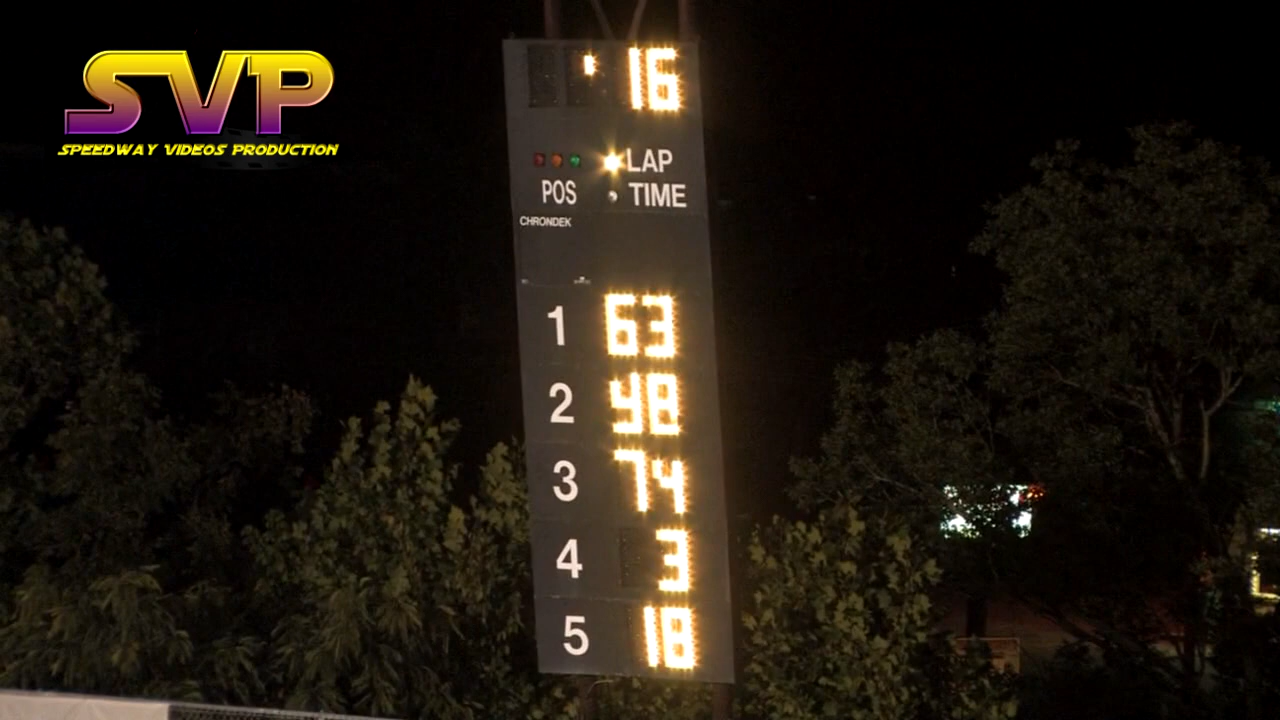 SVP
SPEEDWAY VIDEOS PRODUCTION
16
LAP
POS TIME
CHRONDEK
1 63
2 98
3 74
4 3
5 18